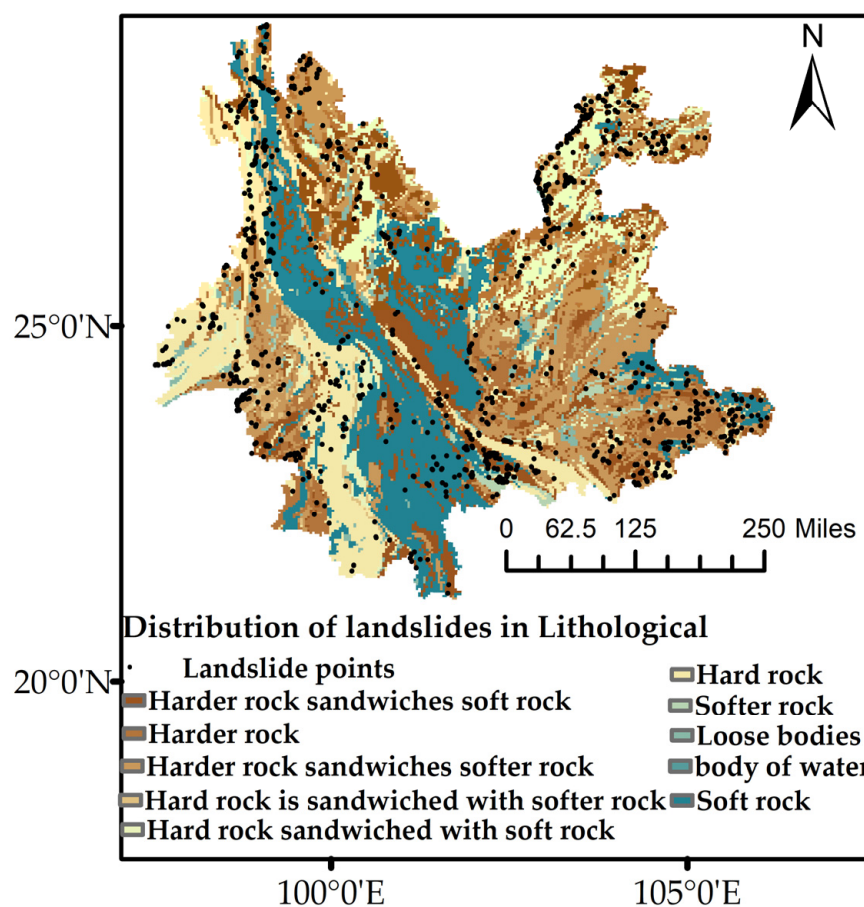 N
25°0'N
0 62.5 125 250 Miles
Distribution of landslides in Lithological
Landslide points
Harder rock sandwiches soft rock
Harder rock
Harder rock sandwiches softer rock
Hard rock is sandwiched with softer rock
Hard rock sandwiched with soft rock
Hard rock
Softer rock
Loose bodies
body of water
Soft rock
20°0'N
100°0'E 105°0'E